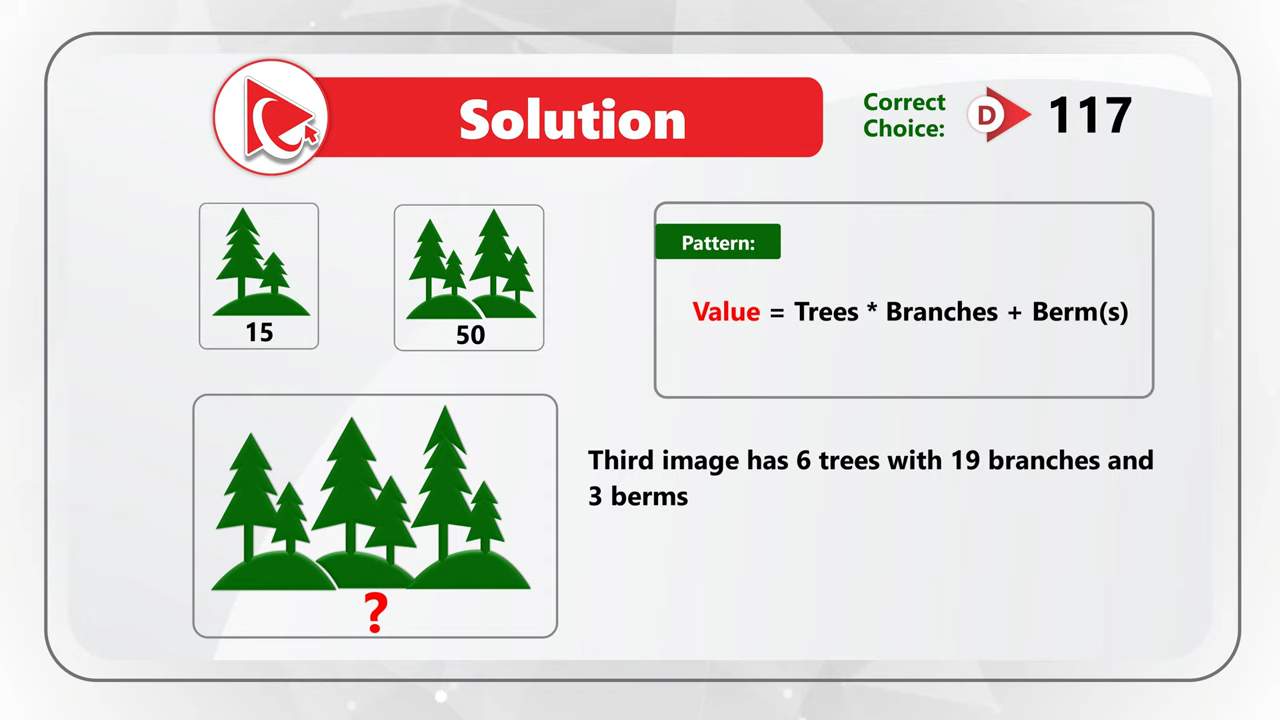 Solution
Correct
Choice:
D
117
15
50
Pattern:
Value = Trees * Branches + Berm(s)
Third image has 6 trees with 19 branches and
3 berms
?